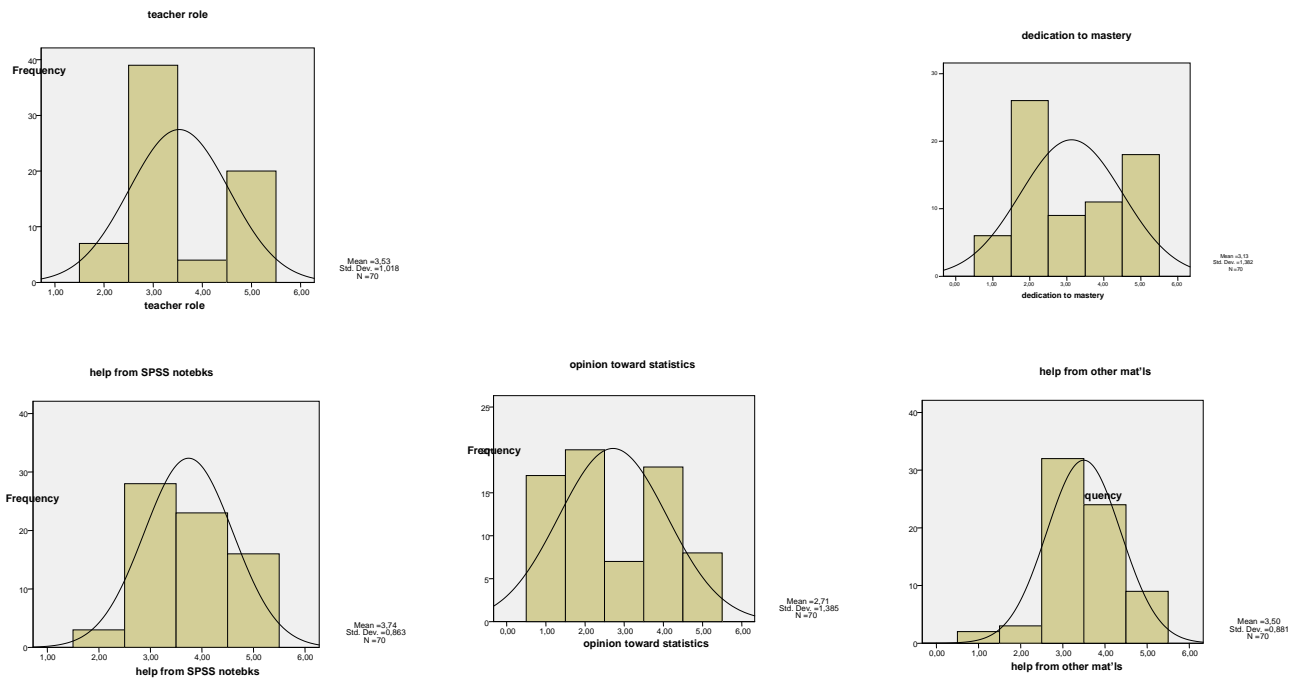 teacher role
40
Frequency
30
20
10
0
1,00 2,00 3,00 4,00 5,00 6,00
teacher role
Mean =3,53
Std. Dev. =1,018
N =70
dedication to mastery
30
20
10
0
0,00 1,00 2,00 3,00 4,00 5,00 6,00
dedication to mastery
Mean =3,13
Std. Dev. =1,382
N =70
help from SPSS notebks
40
30
Frequency
20
10
0
1,00 2,00 3,00 4,00 5,00 6,00
help from SPSS notebks
Mean =3,74
Std. Dev. =0,863
N =70
opinion toward statistics
25
Frequency
15
10
5
0
0,00 1,00 2,00 3,00 4,00 5,00 6,00
opinion toward statistics
Mean =2,71
Std. Dev. =1,385
N =70
help from other mat'ls
40
30
quency
20
10
0
0,00 1,00 2,00 3,00 4,00 5,00 6,00
help from other mat'ls
Mean =3,50
Std. Dev. =0,881
N =70